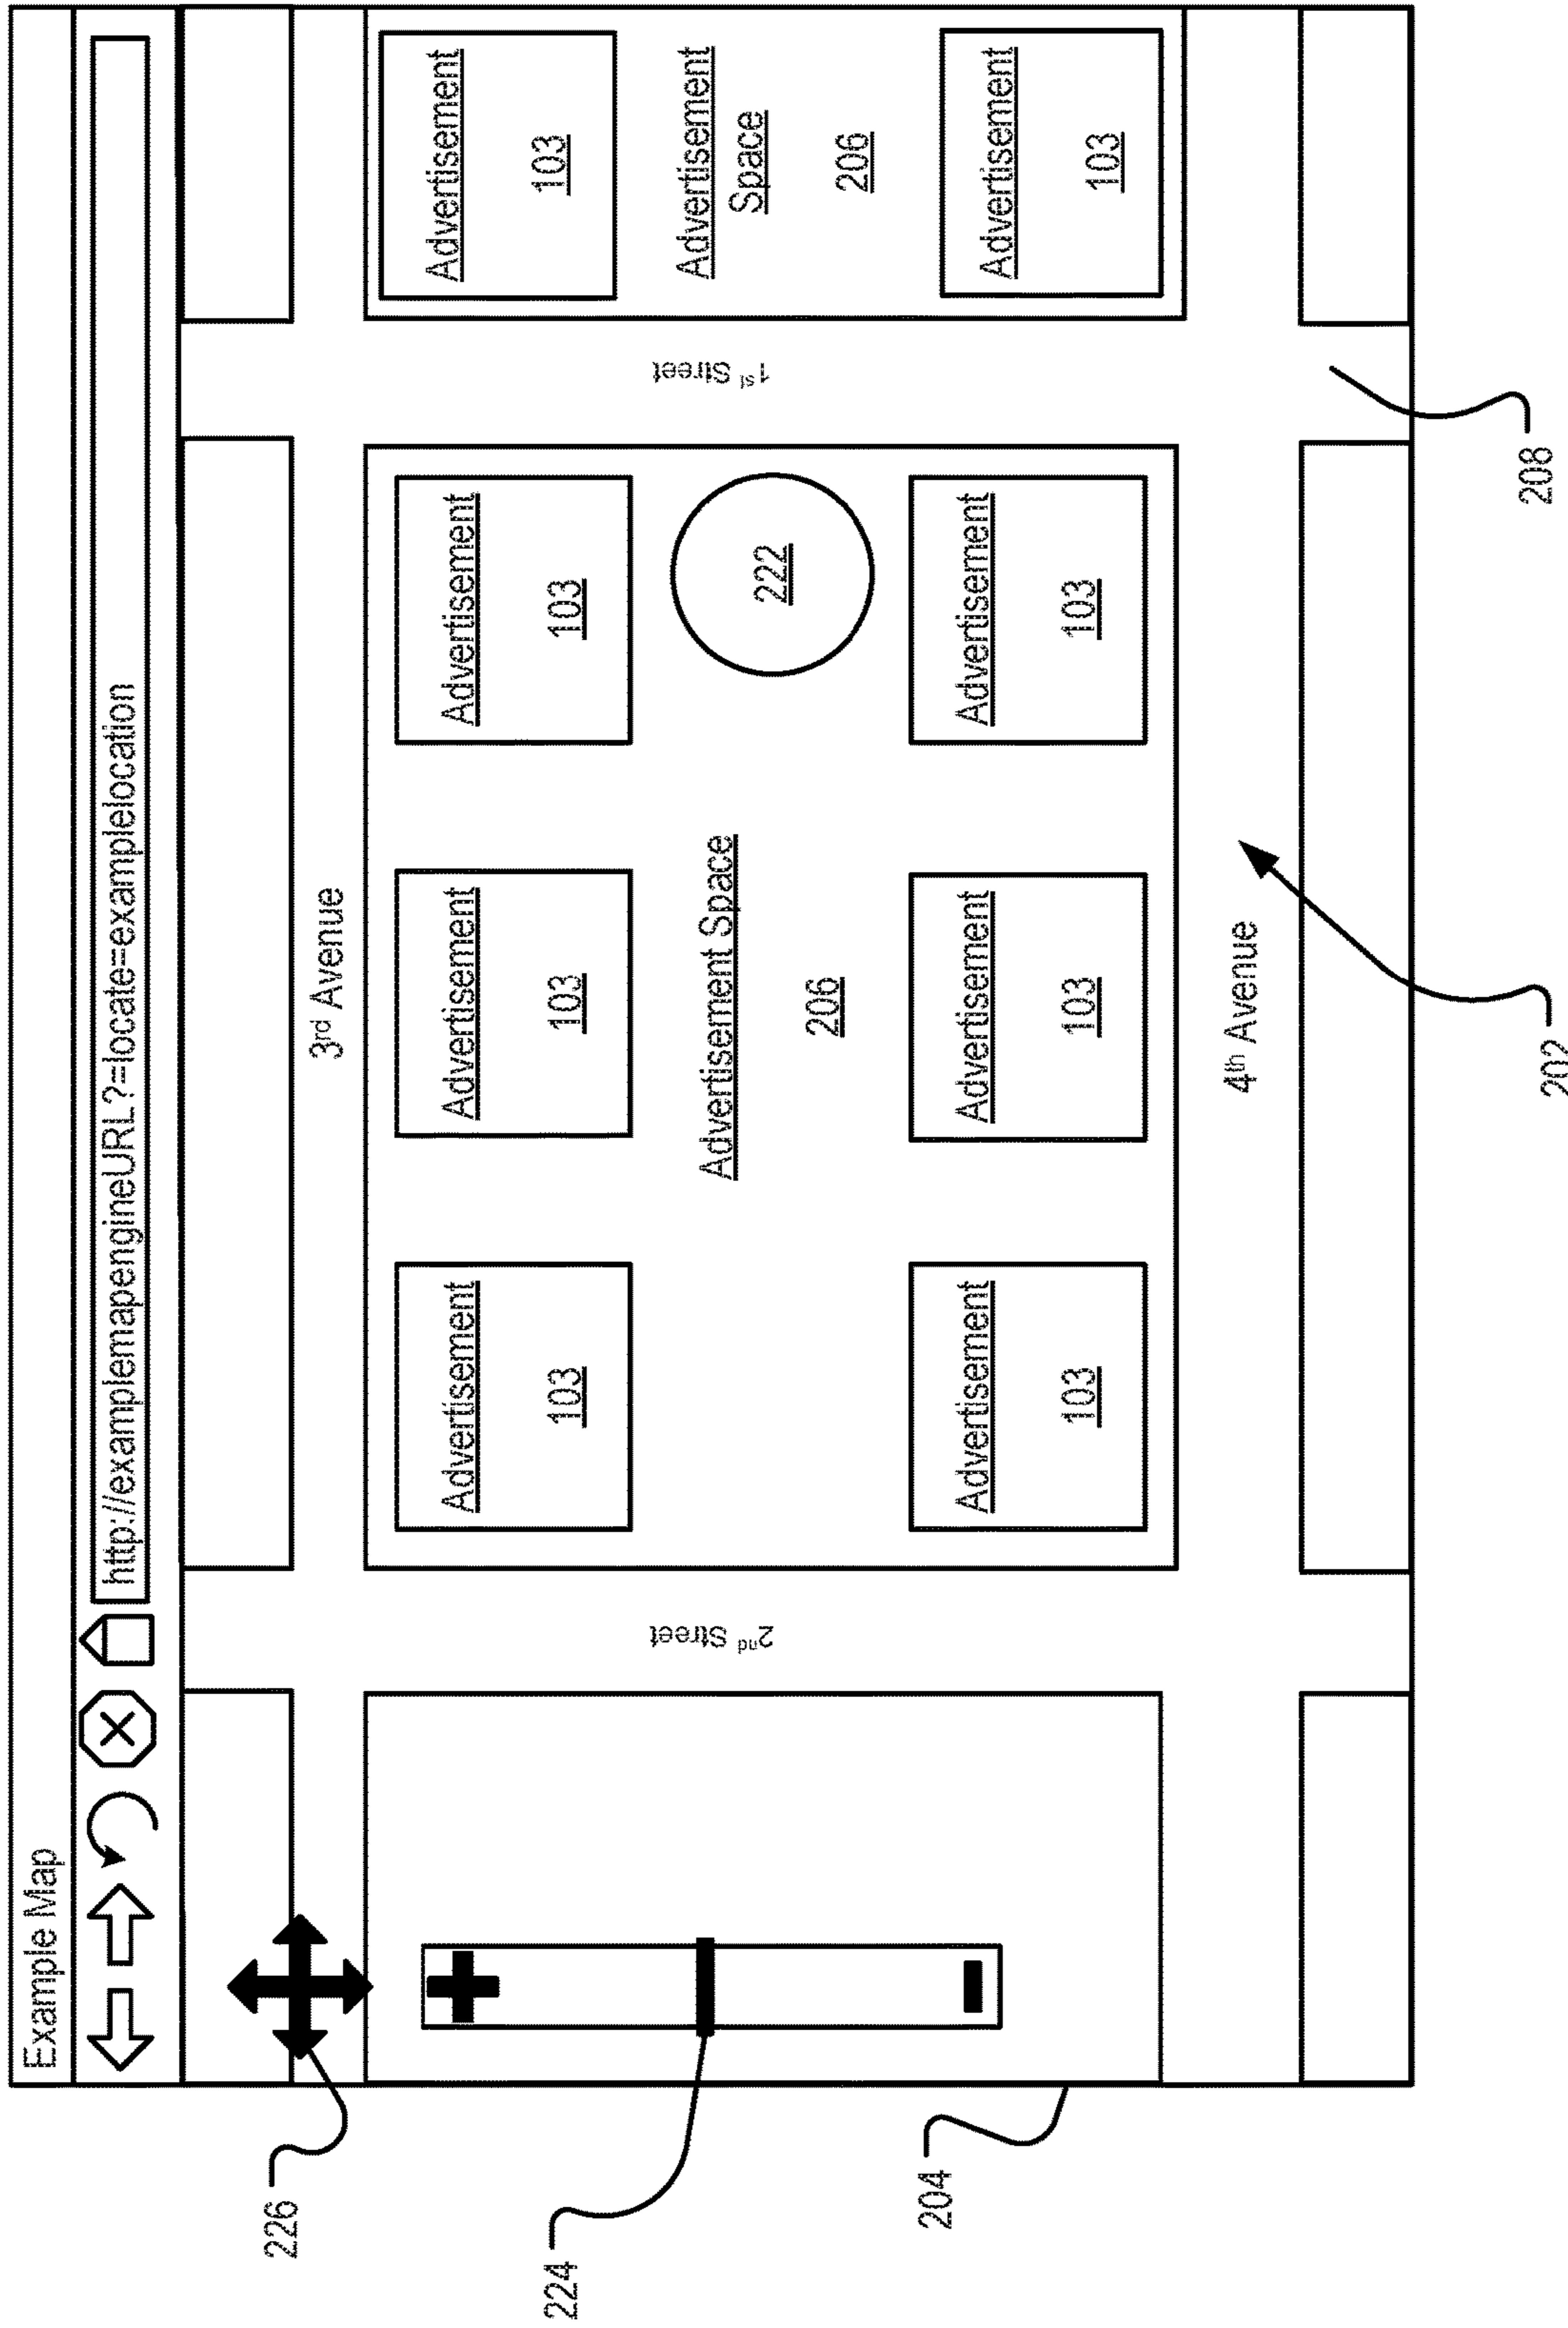 Example Map
http://examplemapengineURL?=locate=examplelocation
226
3rd Avenue
Advertisement
103
Advertisement
103
Advertisement
103
Advertisement
103
224
2nd Street
Advertisement Space
206
222
1st Street
Advertisement
Space
206
204
Advertisement
103
Advertisement
103
Advertisement
103
Advertisement
103
4th Avenue
202
208